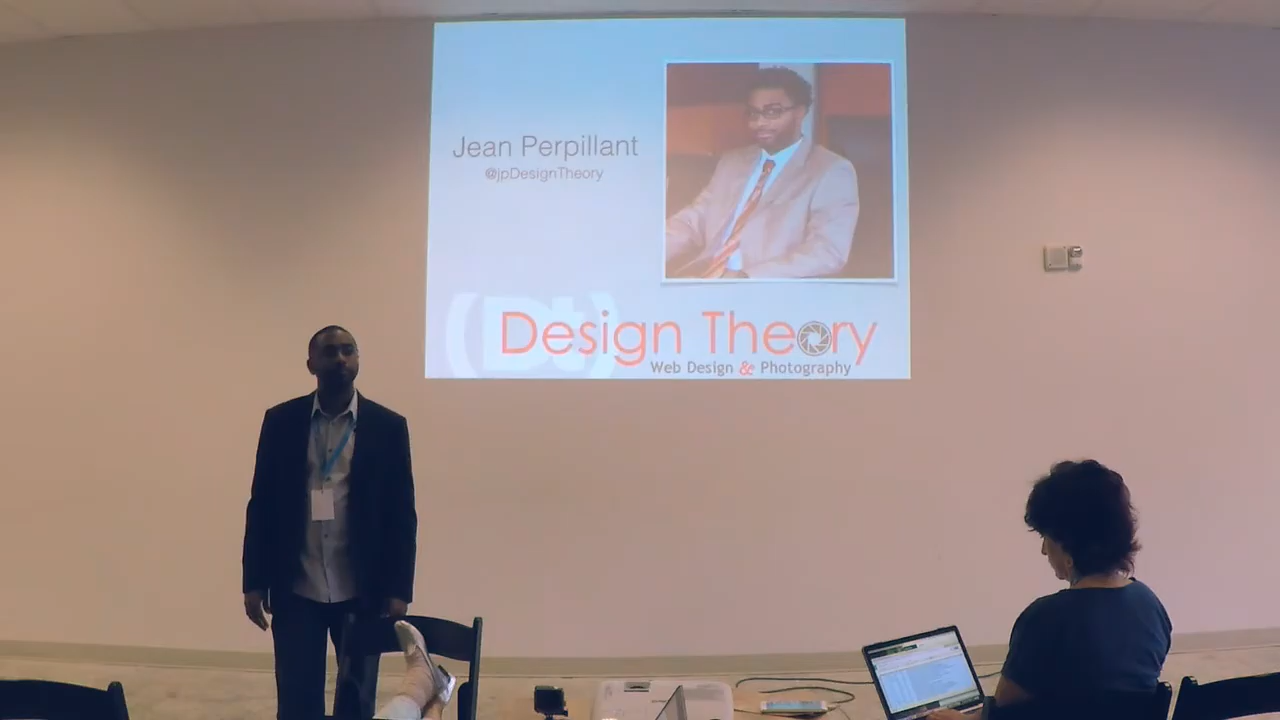 Jean Perpillant
@jpDesignTheory
(Dt)
Design Theory
Web Design & Photography